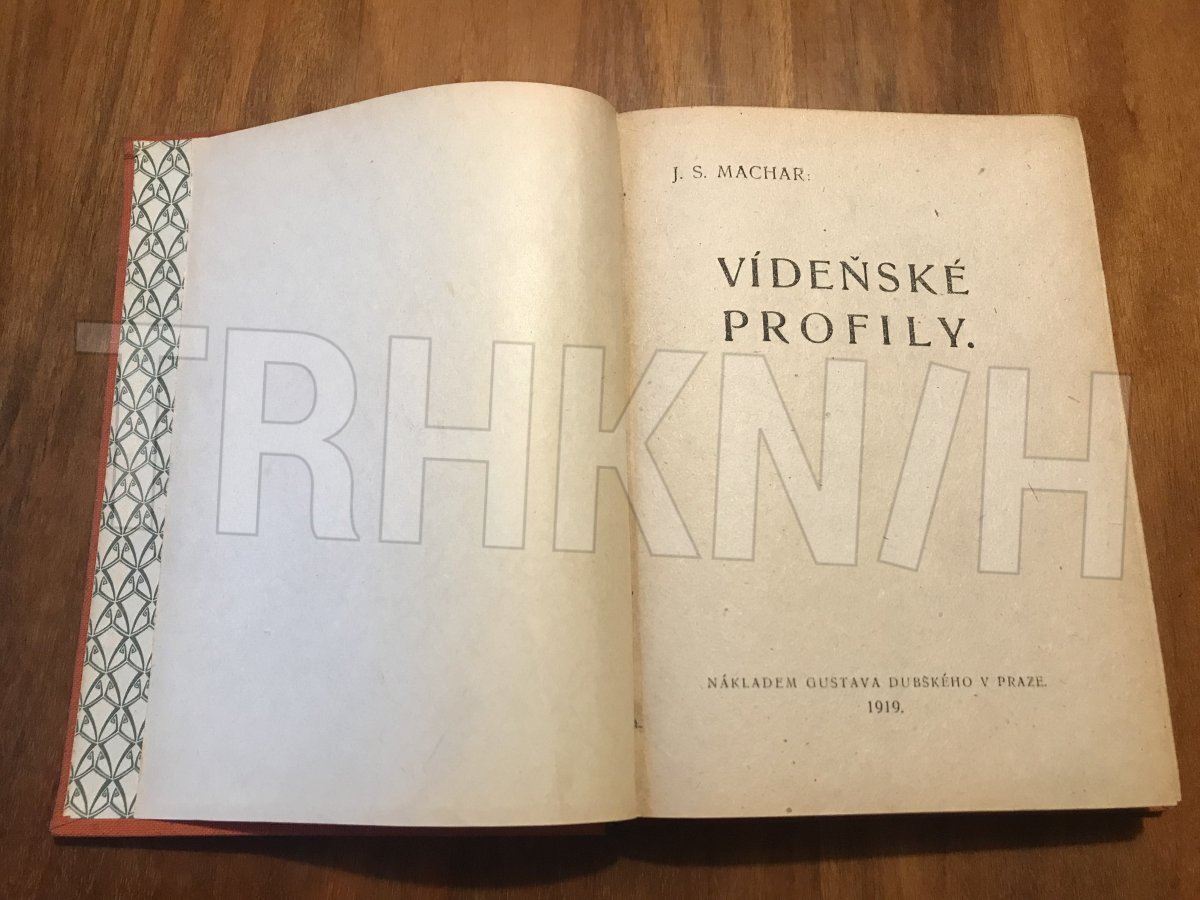 J. S. MACHAR:
VÍDEŇSKÉ
PROFILY.
TRHKNIH
NÁKLADEM GUSTAVA DUBSKÉHO V PRAZE.
1919.